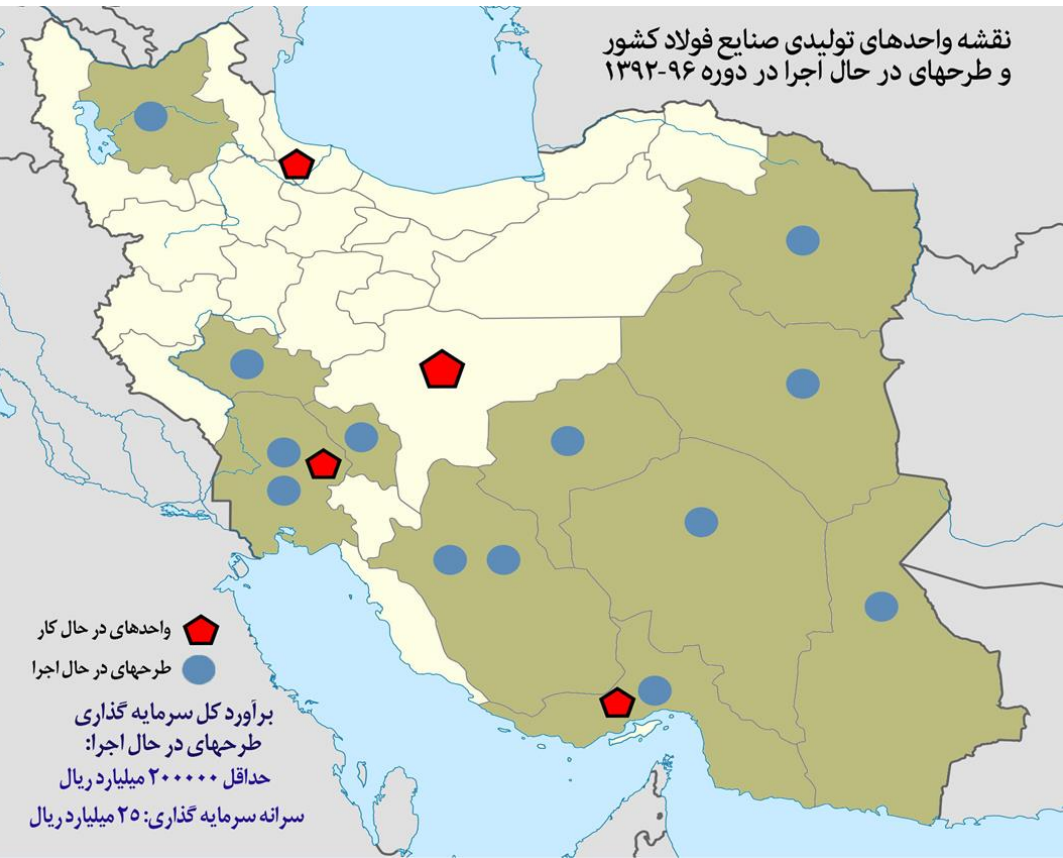 نقشه واحدهای تولیدی صنایع فولاد کشور
و طرحهای در حال اجرا در دوره ۹۶-۱۳۹۲
واحدهای در حال کار
طرحهای در حال اجرا
برآورد کل سرمایه گذاری
طرحهای در حال اجرا:
حداقل ۲۰۰۰۰۰ میلیارد ریال
سرانه سرمایه گذاری: ۲۵ میلیارد ریال